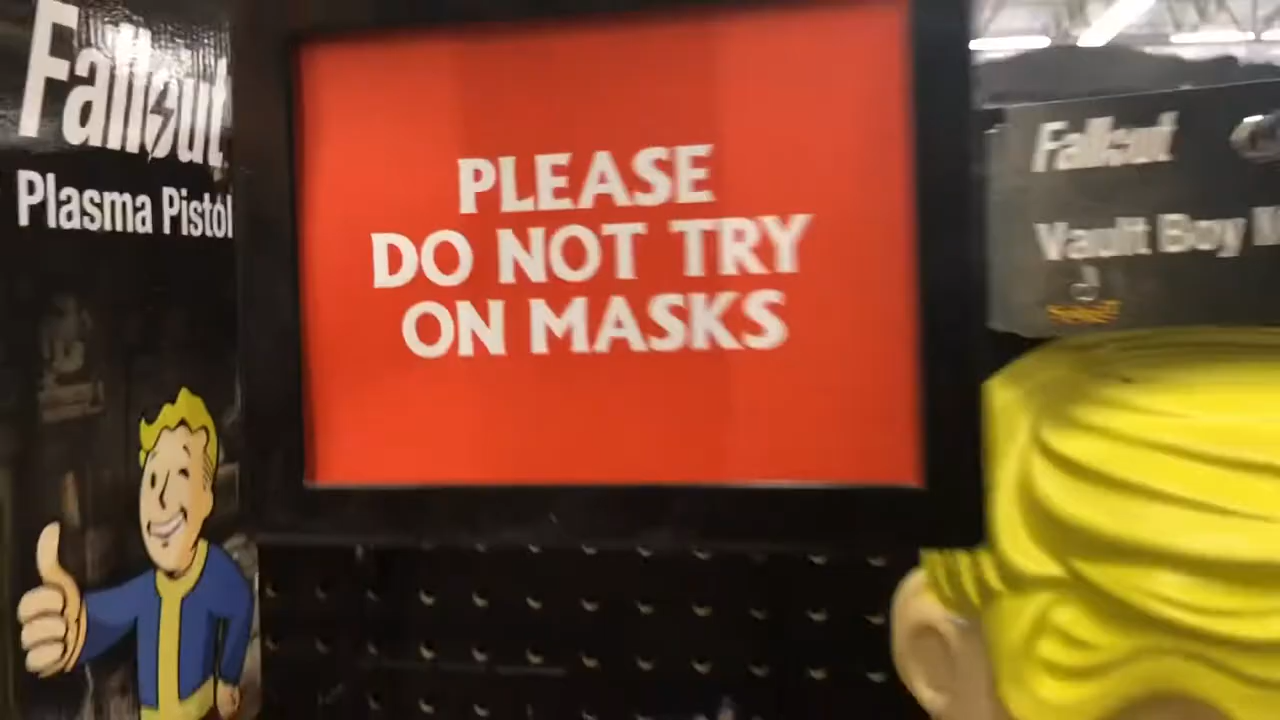 Fallout
Plasma Pistol
PLEASE
DO NOT TRY
ON MASKS
Fallout
Vault Boy